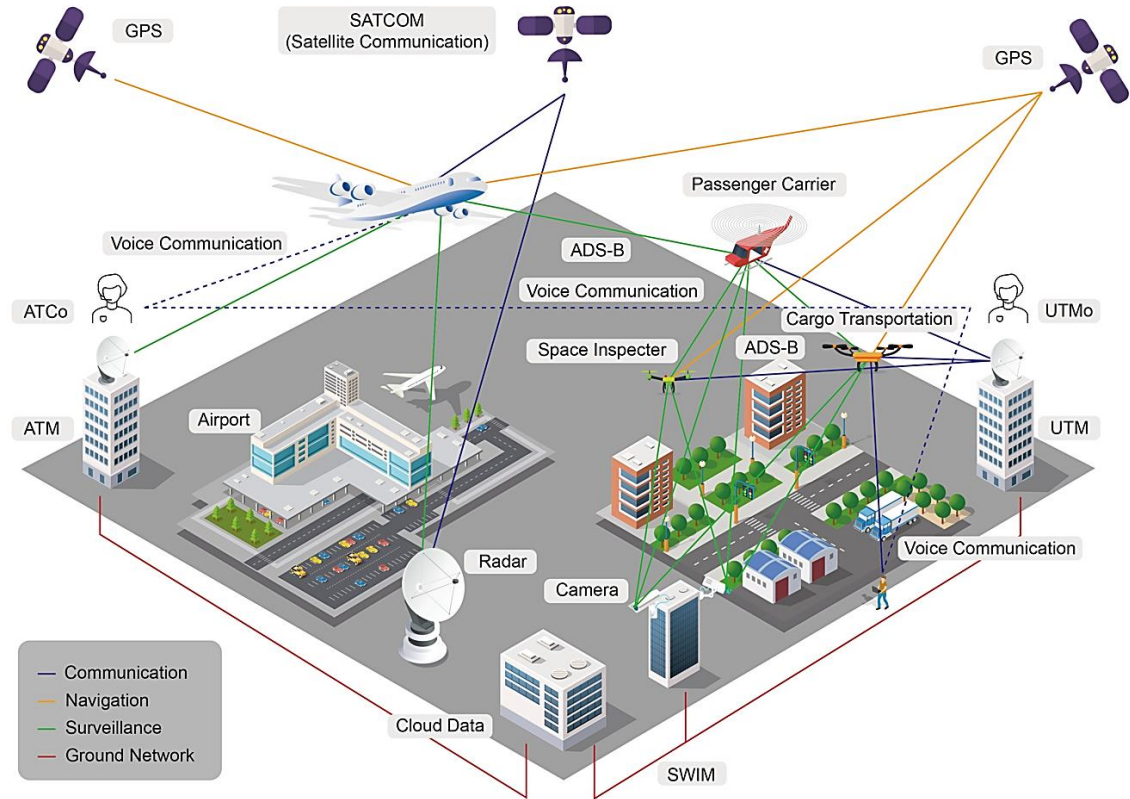 SATCOM
(Satellite Communication)
GPS
GPS
Passenger Carrier
Voice Communication
ADS-B
Voice Communication
ATCo
UTMo
Cargo Transportation
Space Inspecter
ADS-B
Airport
ATM
UTM
Voice Communication
Radar
Camera
Communication
Navigation
Surveillance
Ground Network
Cloud Data
SWIM